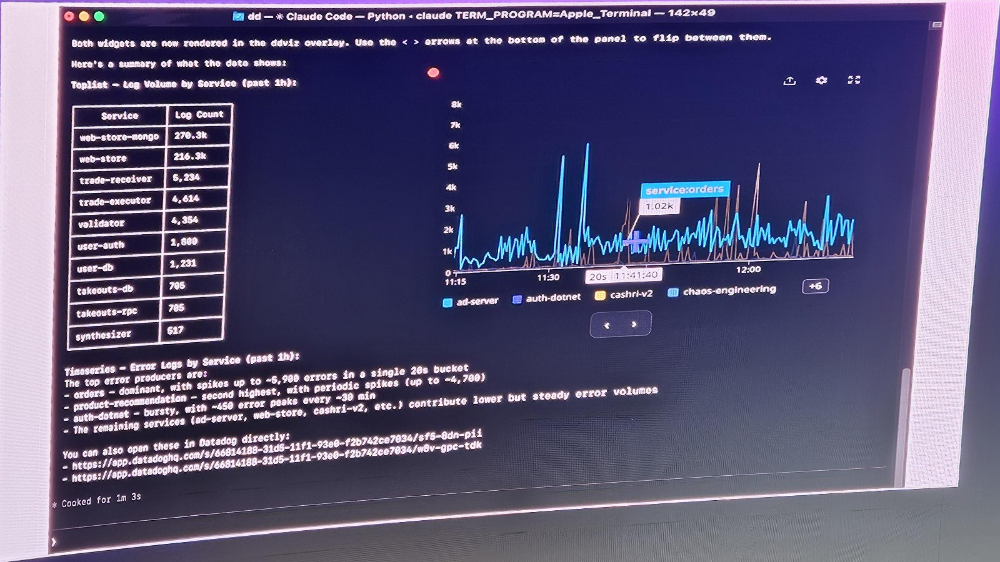 dd — ✳ Claude Code — Python ◂ claude TERM_PROGRAM=Apple_Terminal — 142×49
Both widgets are now rendered in the ddviz overlay. Use the < > arrows at the bottom of the panel to flip between them.
Here's a summary of what the data shows:
Toplist — Log Volume by Service (past 1h):
Service Log Count
web-store-mongo 270.3k
web-store 216.3k
trade-receiver 5,234
trade-executor 4,614
validator 4,354
user-auth 1,800
user-db 1,231
takeouts-db 705
takeouts-rpc 705
synthesizer 517
8k
7k
6k
5k
4k
3k
2k
1k
0
service:orders
1.02k
11:15
11:30
20s 11:41:40
12:00
ad-server auth-dotnet cashri-v2 chaos-engineering +6
< >
Timeseries — Error Logs by Service (past 1h):
The top error producers are:
- orders — dominant, with spikes up to ~5,900 errors in a single 20s bucket
- product-recommendation — second highest, with periodic spikes (up to ~4,700)
- auth-dotnet — bursty, with ~450 error peaks every ~30 min
- The remaining services (ad-server, web-store, cashri-v2, etc.) contribute lower but steady error volumes
You can also open these in Datadog directly:
- https://app.datadoghq.com/s/66814188-31d5-11f1-93e0-f2b742ce7034/sf5-8dn-pii
- https://app.datadoghq.com/s/66814188-31d5-11f1-93e0-f2b742ce7034/w8v-gpc-tdk
✳ Cooked for 1m 3s
❯